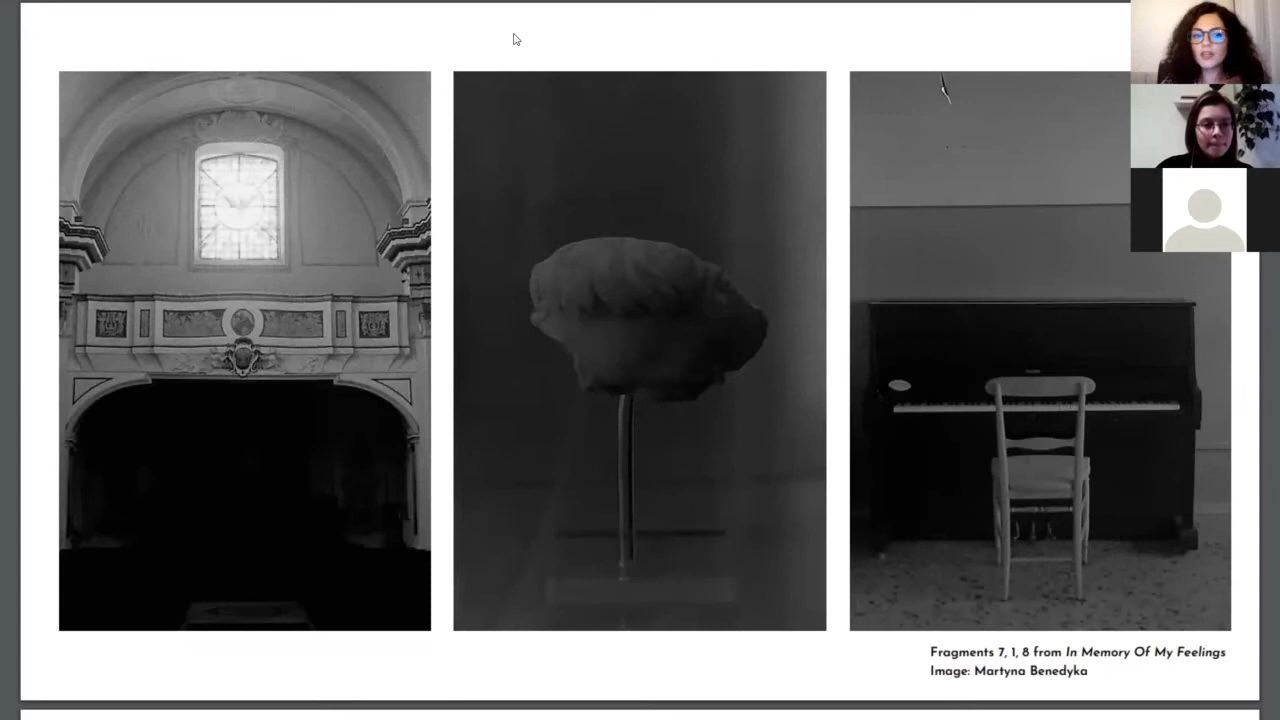 Fragments 7, 1, 8 from In Memory Of My Feelings
Image: Martyna Benedyka